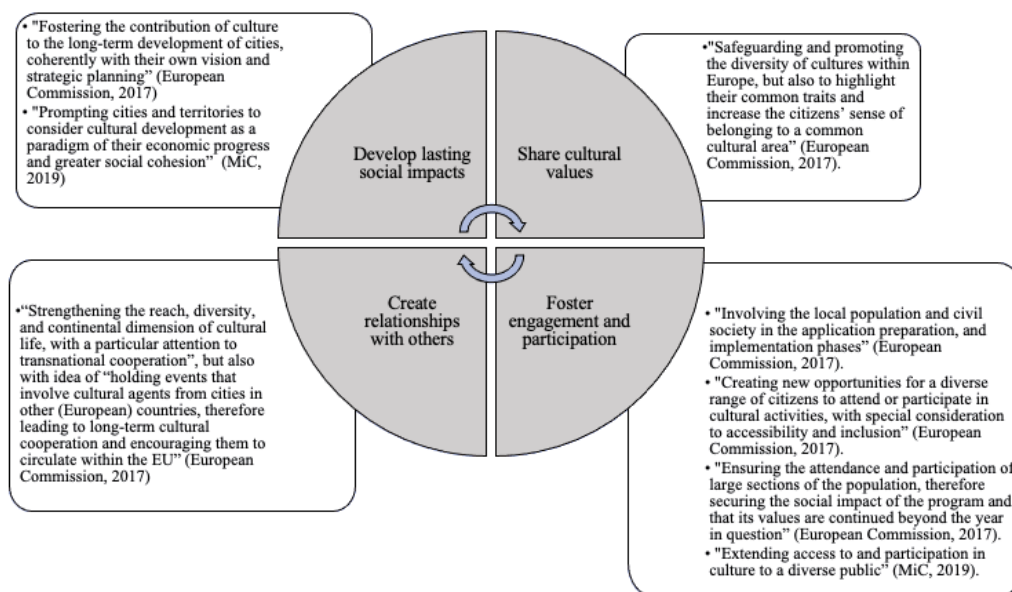 • "Fostering the contribution of culture
to the long-term development of cities,
coherently with their own vision and
strategic planning” (European
Commission, 2017)
• "Prompting cities and territories to
consider cultural development as a
paradigm of their economic progress
and greater social cohesion” (MiC,
2019)
Develop lasting
social impacts
Share cultural
values
•"Safeguarding and promoting
the diversity of cultures within
Europe, but also to highlight
their common traits and
increase the citizens’ sense of
belonging to a common
cultural area” (European
Commission, 2017).
•“Strengthening the reach, diversity,
and continental dimension of cultural
life, with a particular attention to
transnational cooperation”, but also
with idea of “holding events that
involve cultural agents from cities in
other (European) countries, therefore
leading to long-term cultural
cooperation and encouraging them to
circulate within the EU” (European
Commission, 2017)
Create
relationships
with others
Foster
engagement and
participation
• "Involving the local population and civil
society in the application preparation, and
implementation phases” (European
Commission, 2017).
• "Creating new opportunities for a diverse
range of citizens to attend or participate in
cultural activities, with special consideration
to accessibility and inclusion” (European
Commission, 2017).
• "Ensuring the attendance and participation of
large sections of the population, therefore
securing the social impact of the program and
that its values are continued beyond the year
in question” (European Commission, 2017).
• "Extending access to and participation in
culture to a diverse public” (MiC, 2019).